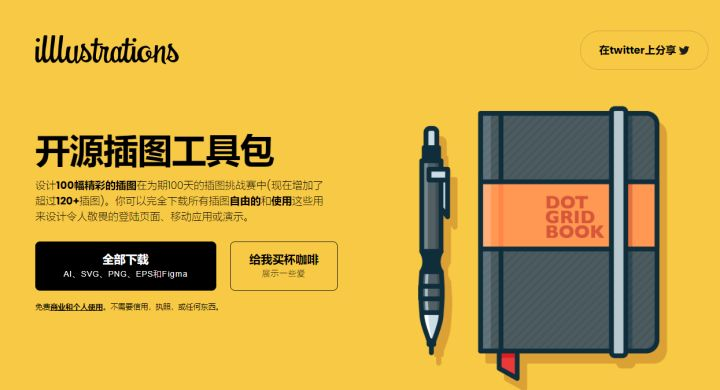 illlustrations
在twitter上分享
开源插图工具包
设计100幅精彩的插图在为期100天的插图挑战赛中(现在增加了
超过120+插图)。你可以完全下载所有插图自由的和使用这些用
来设计令人敬畏的登陆页面、移动应用或演示。
全部下载
AI、SVG、PNG、EPS和Figma
给我买杯咖啡
展示一些爱
免费商业和个人使用。不需要信用，执照，或任何东西。
DOT
GRID
BOOK